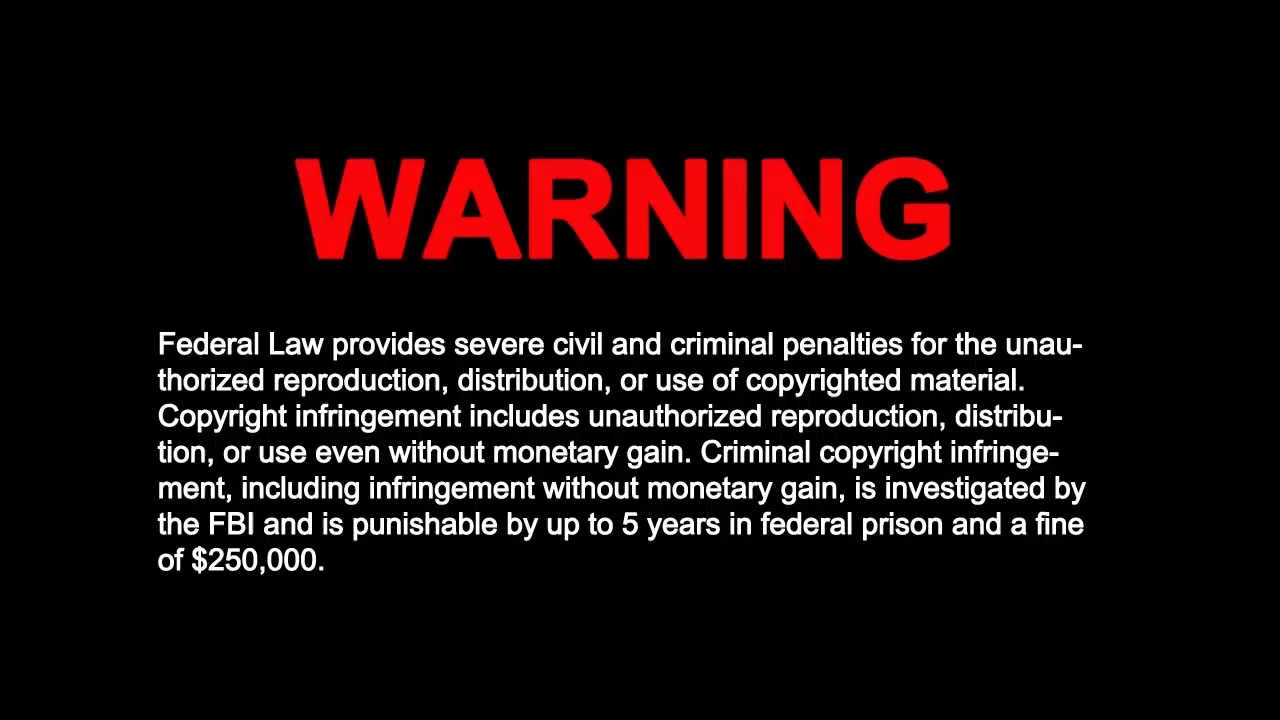 WARNING
Federal Law provides severe civil and criminal penalties for the unau-
thorized reproduction, distribution, or use of copyrighted material.
Copyright infringement includes unauthorized reproduction, distribu-
tion, or use even without monetary gain. Criminal copyright infringe-
ment, including infringement without monetary gain, is investigated by
the FBI and is punishable by up to 5 years in federal prison and a fine
of $250,000.